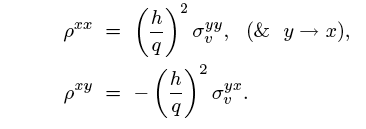 ρ^{xx} = (h/q)^2 σ_v^{yy}, (& y → x),
ρ^{xy} = −(h/q)^2 σ_v^{yx}.